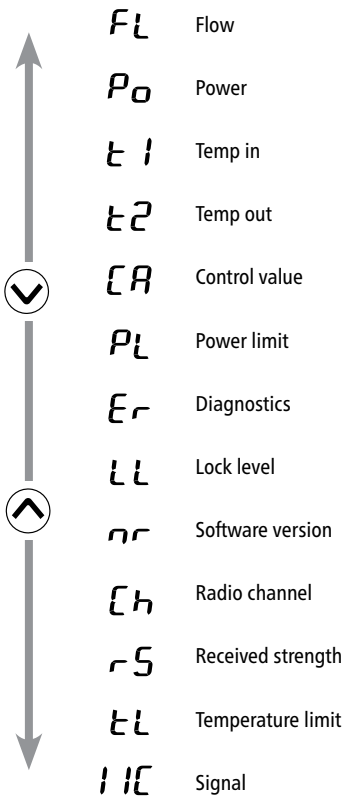 FL Flow
Po Power
t1 Temp in
t2 Temp out
CA Control value
PL Power limit
Er Diagnostics
LL Lock level
nr Software version
Ch Radio channel
rS Received strength
tL Temperature limit
11C Signal